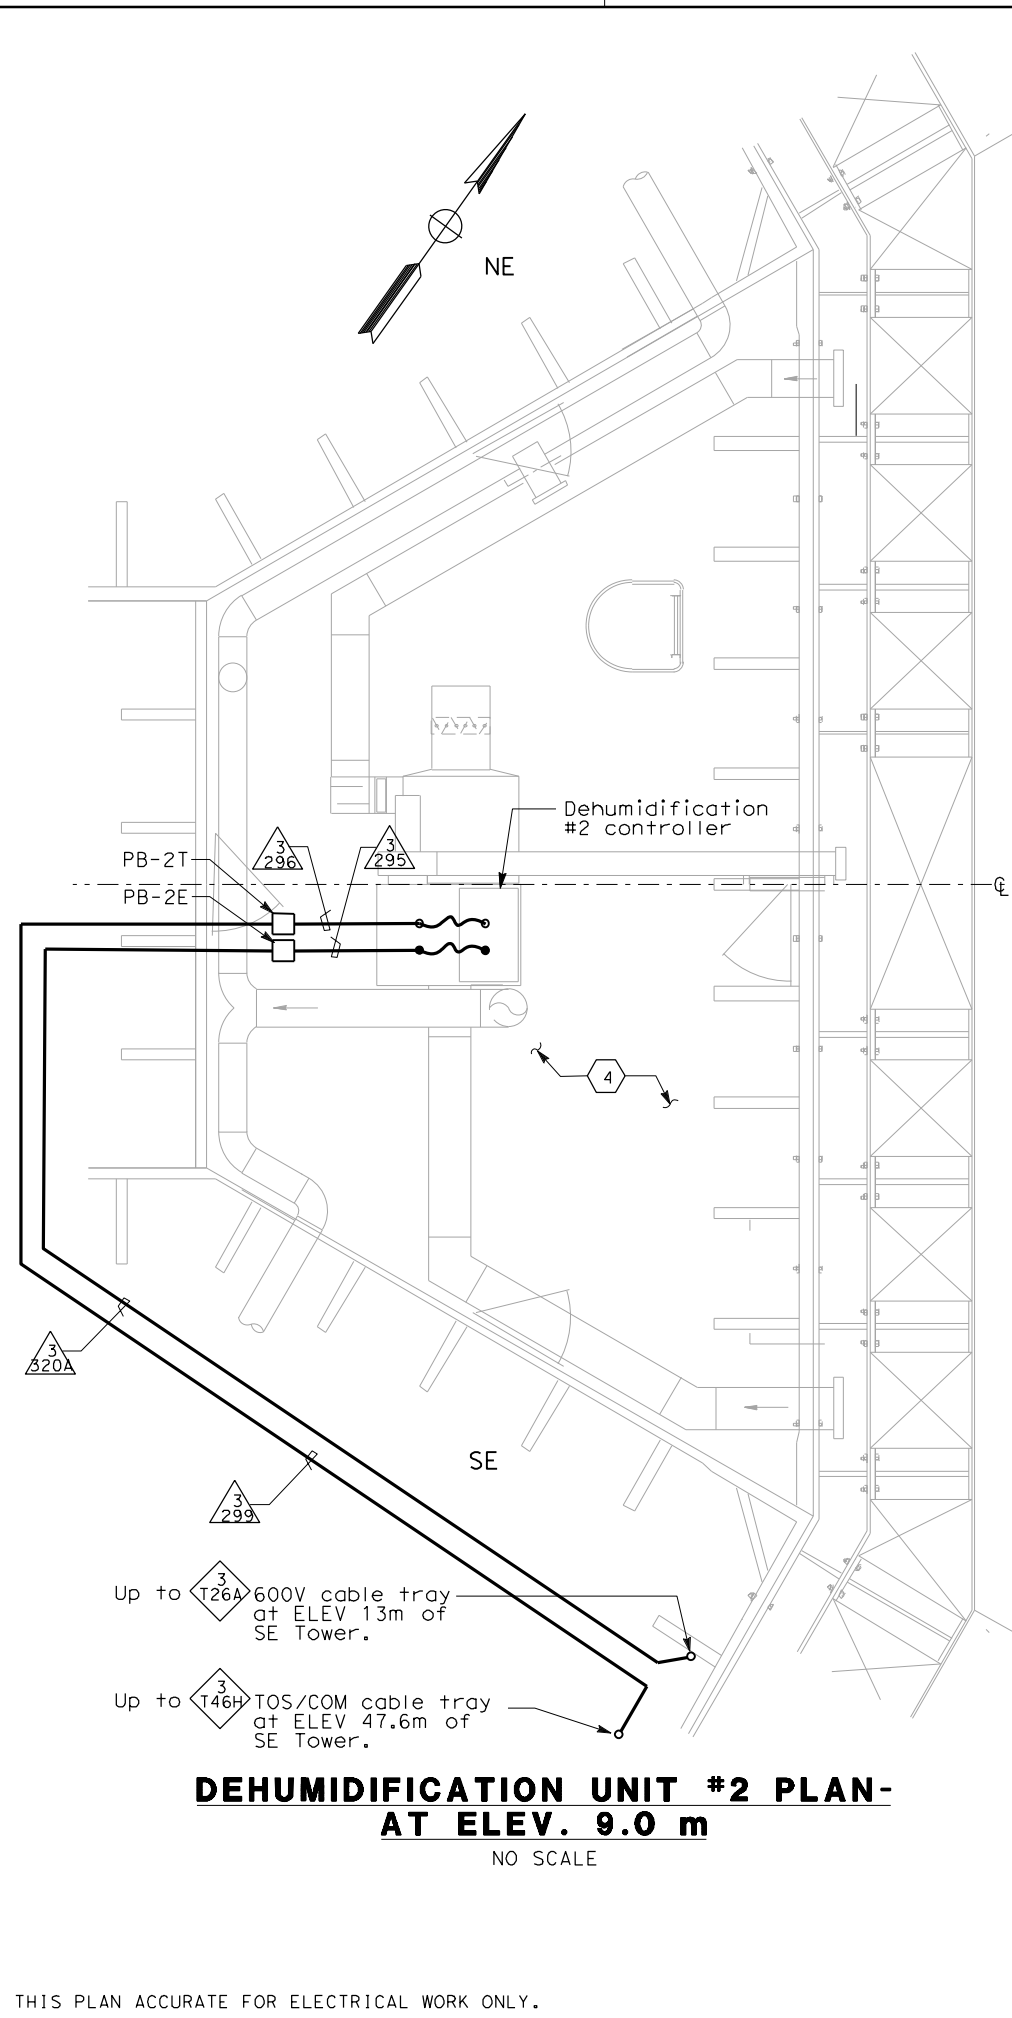 NE
Dehumidification
#2 controller
3
296
3
295
PB-2T
PB-2E
℄
4
3
320A
SE
3
299
Up to
3
T26A
600V cable tray
at ELEV 13m of
SE Tower.
Up to
3
T46H
TOS/COM cable tray
at ELEV 47.6m of
SE Tower.
DEHUMIDIFICATION UNIT #2 PLAN-
AT ELEV. 9.0 m
NO SCALE
THIS PLAN ACCURATE FOR ELECTRICAL WORK ONLY.